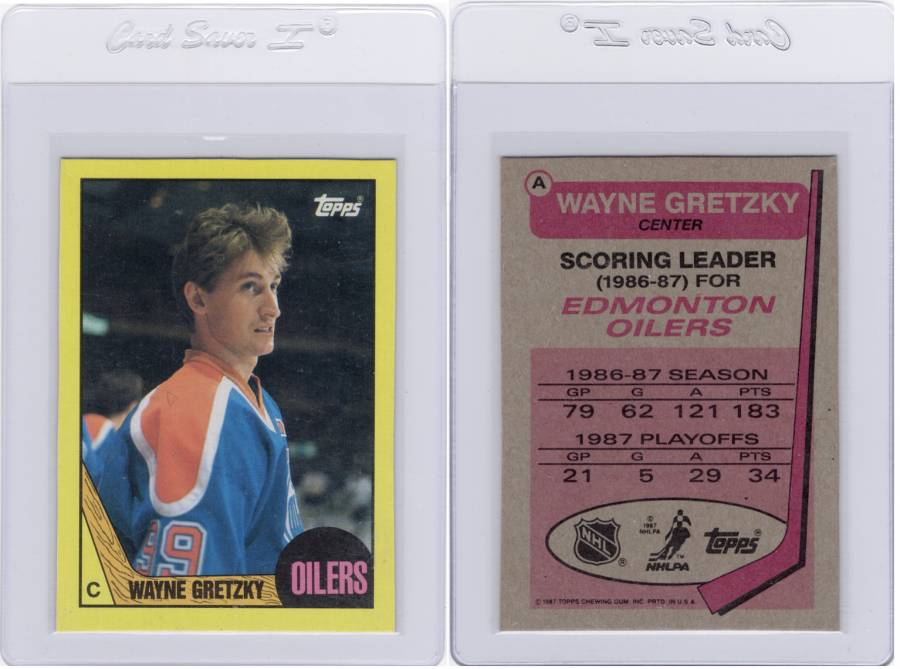 Card Saver I®
topps®
99
C WAYNE GRETZKY OILERS
Card Saver I®
A
WAYNE GRETZKY
CENTER
SCORING LEADER
(1986-87) FOR
EDMONTON
OILERS
1986-87 SEASON
GP G A PTS
79 62 121 183
1987 PLAYOFFS
GP G A PTS
21 5 29 34
NHL ®
© 1987 NHLPA
NHLPA ™
topps®
© 1987 TOPPS CHEWING GUM, INC. PRTD. IN U.S.A.